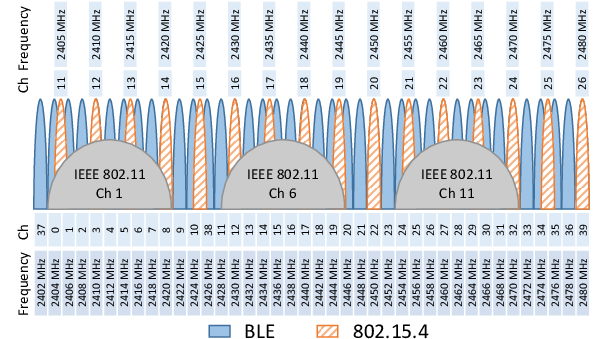 Ch Frequency
2405 MHz 2410 MHz 2415 MHz 2420 MHz 2425 MHz 2430 MHz 2435 MHz 2440 MHz 2445 MHz 2450 MHz 2455 MHz 2460 MHz 2465 MHz 2470 MHz 2475 MHz 2480 MHz
11 12 13 14 15 16 17 18 19 20 21 22 23 24 25 26
IEEE 802.11 IEEE 802.11 IEEE 802.11
Ch 1 Ch 6 Ch 11
Ch 37 0 1 2 3 4 5 6 7 8 9 10 38 11 12 13 14 15 16 17 18 19 20 21 22 23 24 25 26 27 28 29 30 31 32 33 34 35 36 39
Frequency 2402 MHz 2404 MHz 2406 MHz 2408 MHz 2410 MHz 2412 MHz 2414 MHz 2416 MHz 2418 MHz 2420 MHz 2422 MHz 2424 MHz 2426 MHz 2428 MHz 2430 MHz 2432 MHz 2434 MHz 2436 MHz 2438 MHz 2440 MHz 2442 MHz 2444 MHz 2446 MHz 2448 MHz 2450 MHz 2452 MHz 2454 MHz 2456 MHz 2458 MHz 2460 MHz 2462 MHz 2464 MHz 2466 MHz 2468 MHz 2470 MHz 2472 MHz 2474 MHz 2476 MHz 2478 MHz 2480 MHz
BLE 802.15.4